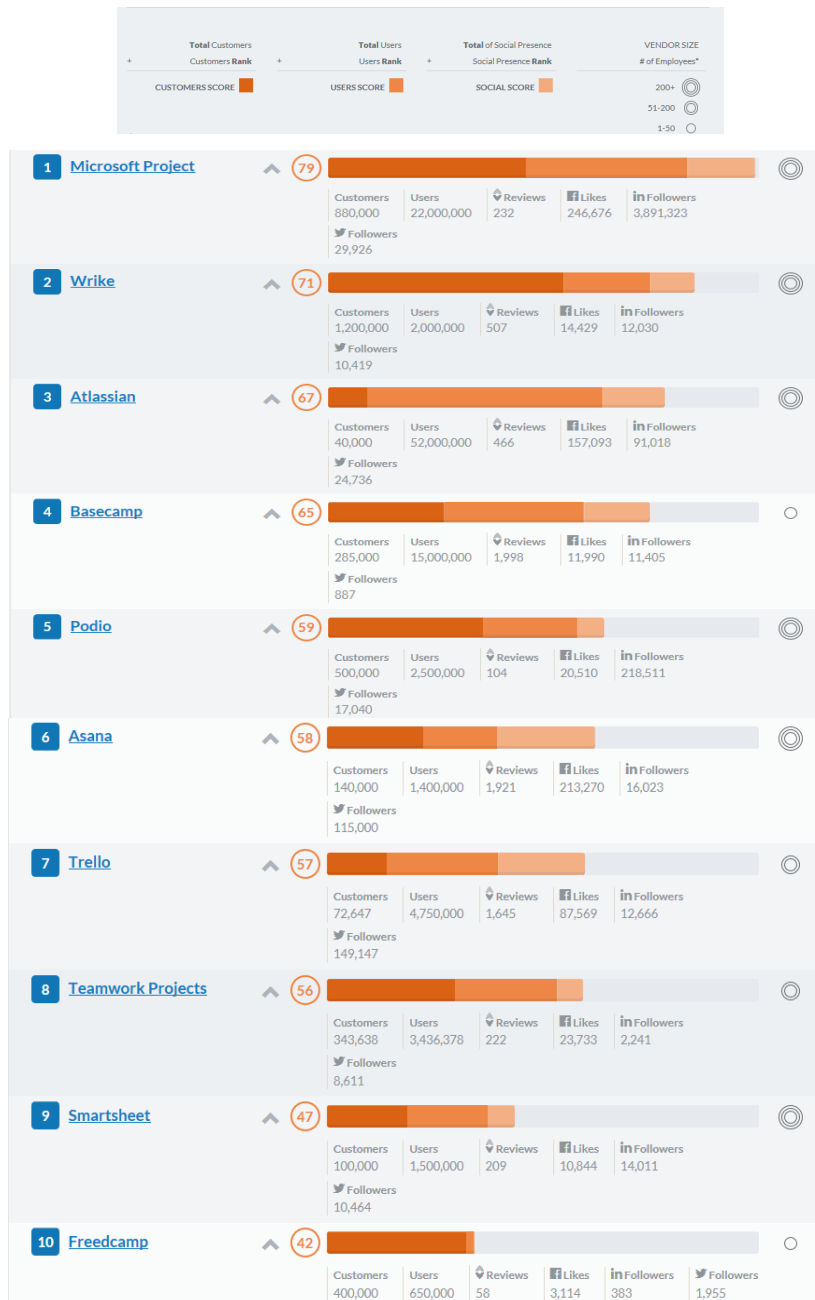 Total Customers Total Users Total of Social Presence VENDOR SIZE
+ Customers Rank + Users Rank + Social Presence Rank # of Employees*
CUSTOMERS SCORE USERS SCORE SOCIAL SCORE 200+
51-200
1-50
1 Microsoft Project 79
Customers Users Reviews Likes in Followers
880,000 22,000,000 232 246,676 3,891,323
Followers
29,926
2 Wrike 71
Customers Users Reviews Likes in Followers
1,200,000 2,000,000 507 14,429 12,030
Followers
10,419
3 Atlassian 67
Customers Users Reviews Likes in Followers
40,000 52,000,000 466 157,093 91,018
Followers
24,736
4 Basecamp 65
Customers Users Reviews Likes in Followers
285,000 15,000,000 1,998 11,990 11,405
Followers
887
5 Podio 59
Customers Users Reviews Likes in Followers
500,000 2,500,000 104 20,510 218,511
Followers
17,040
6 Asana 58
Customers Users Reviews Likes in Followers
140,000 1,400,000 1,921 213,270 16,023
Followers
115,000
7 Trello 57
Customers Users Reviews Likes in Followers
72,647 4,750,000 1,645 87,569 12,666
Followers
149,147
8 Teamwork Projects 56
Customers Users Reviews Likes in Followers
343,638 3,436,378 222 23,733 2,241
Followers
8,611
9 Smartsheet 47
Customers Users Reviews Likes in Followers
100,000 1,500,000 209 10,844 14,011
Followers
10,464
10 Freedcamp 42
Customers Users Reviews Likes in Followers Followers
400,000 650,000 58 3,114 383 1,955